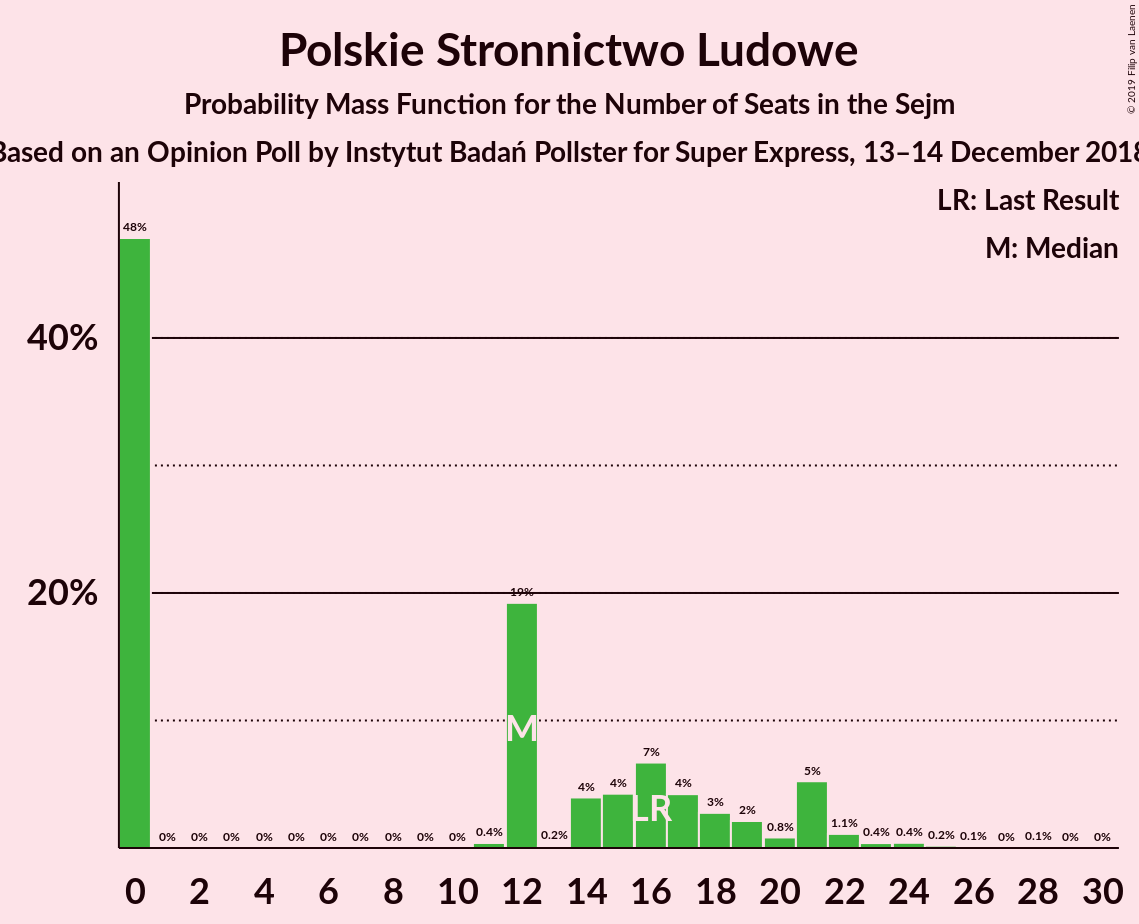 Polskie Stronnictwo Ludowe
Probability Mass Function for the Number of Seats in the Sejm
Based on an Opinion Poll by Instytut Badań Pollster for Super Express, 13–14 December 2018
© 2019 Filip van Laenen
LR: Last Result
M: Median
48%
40%
20%
19%
M
7%
LR
0% 0% 0% 0% 0% 0% 0% 0% 0% 0% 0.4% 0.2% 4% 4% 4% 3% 2% 0.8% 5% 1.1% 0.4% 0.4% 0.2% 0.1% 0% 0.1% 0% 0%
0 2 4 6 8 10 12 14 16 18 20 22 24 26 28 30